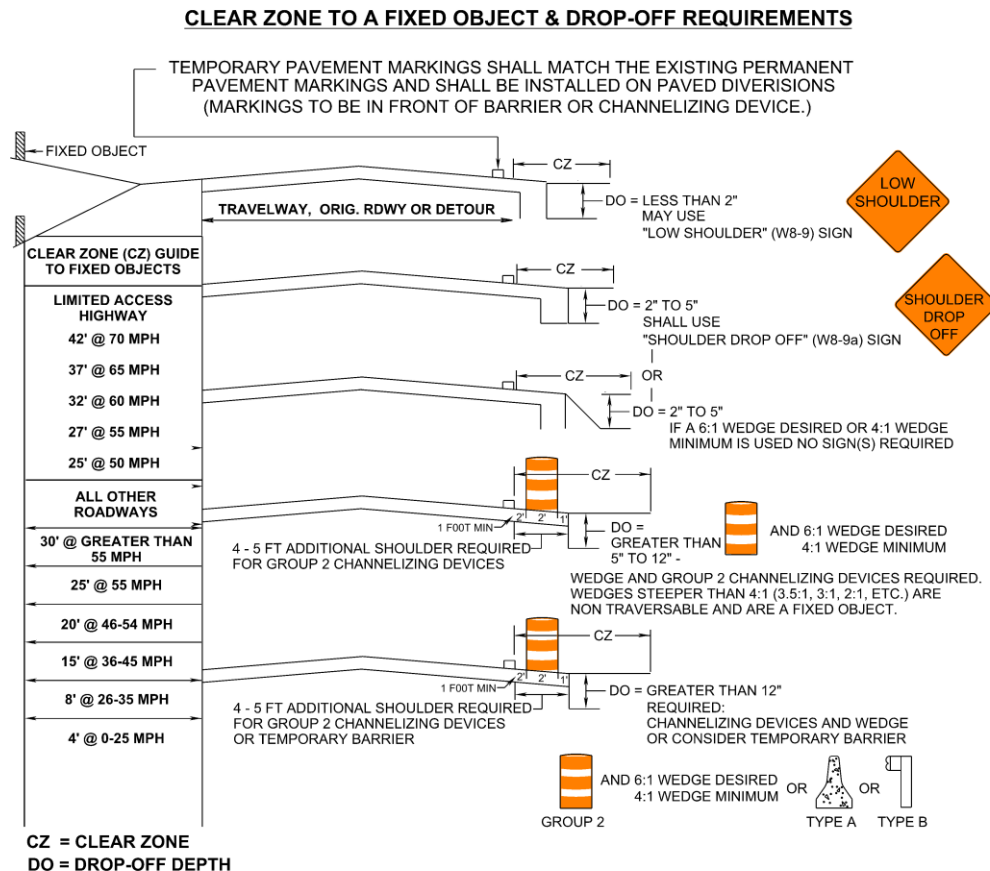 CLEAR ZONE TO A FIXED OBJECT & DROP-OFF REQUIREMENTS
TEMPORARY PAVEMENT MARKINGS SHALL MATCH THE EXISTING PERMANENT
PAVEMENT MARKINGS AND SHALL BE INSTALLED ON PAVED DIVERISIONS
(MARKINGS TO BE IN FRONT OF BARRIER OR CHANNELIZING DEVICE.)
FIXED OBJECT
CZ
TRAVELWAY, ORIG. RDWY OR DETOUR
DO = LESS THAN 2"
MAY USE
"LOW SHOULDER" (W8-9) SIGN
LOW
SHOULDER
CLEAR ZONE (CZ) GUIDE
TO FIXED OBJECTS
LIMITED ACCESS
HIGHWAY
42' @ 70 MPH
37' @ 65 MPH
32' @ 60 MPH
27' @ 55 MPH
25' @ 50 MPH
ALL OTHER
ROADWAYS
30' @ GREATER THAN
55 MPH
25' @ 55 MPH
20' @ 46-54 MPH
15' @ 36-45 MPH
8' @ 26-35 MPH
4' @ 0-25 MPH
CZ
DO = 2" TO 5"
SHALL USE
"SHOULDER DROP OFF" (W8-9a) SIGN
SHOULDER
DROP
OFF
OR
CZ
DO = 2" TO 5"
IF A 6:1 WEDGE DESIRED OR 4:1 WEDGE
MINIMUM IS USED NO SIGN(S) REQUIRED
CZ
2' 2' 1'
1 F00T MIN
4 - 5 FT ADDITIONAL SHOULDER REQUIRED
FOR GROUP 2 CHANNELIZING DEVICES
DO =
GREATER THAN
5" TO 12" -
AND 6:1 WEDGE DESIRED
4:1 WEDGE MINIMUM
WEDGE AND GROUP 2 CHANNELIZING DEVICES REQUIRED.
WEDGES STEEPER THAN 4:1 (3.5:1, 3:1, 2:1, ETC.) ARE
NON TRAVERSABLE AND ARE A FIXED OBJECT.
CZ
2' 2' 1'
1 F00T MIN
4 - 5 FT ADDITIONAL SHOULDER REQUIRED
FOR GROUP 2 CHANNELIZING DEVICES
OR TEMPORARY BARRIER
DO = GREATER THAN 12"
REQUIRED:
CHANNELIZING DEVICES AND WEDGE
OR CONSIDER TEMPORARY BARRIER
AND 6:1 WEDGE DESIRED
4:1 WEDGE MINIMUM
OR
OR
GROUP 2
TYPE A
TYPE B
CZ = CLEAR ZONE
DO = DROP-OFF DEPTH